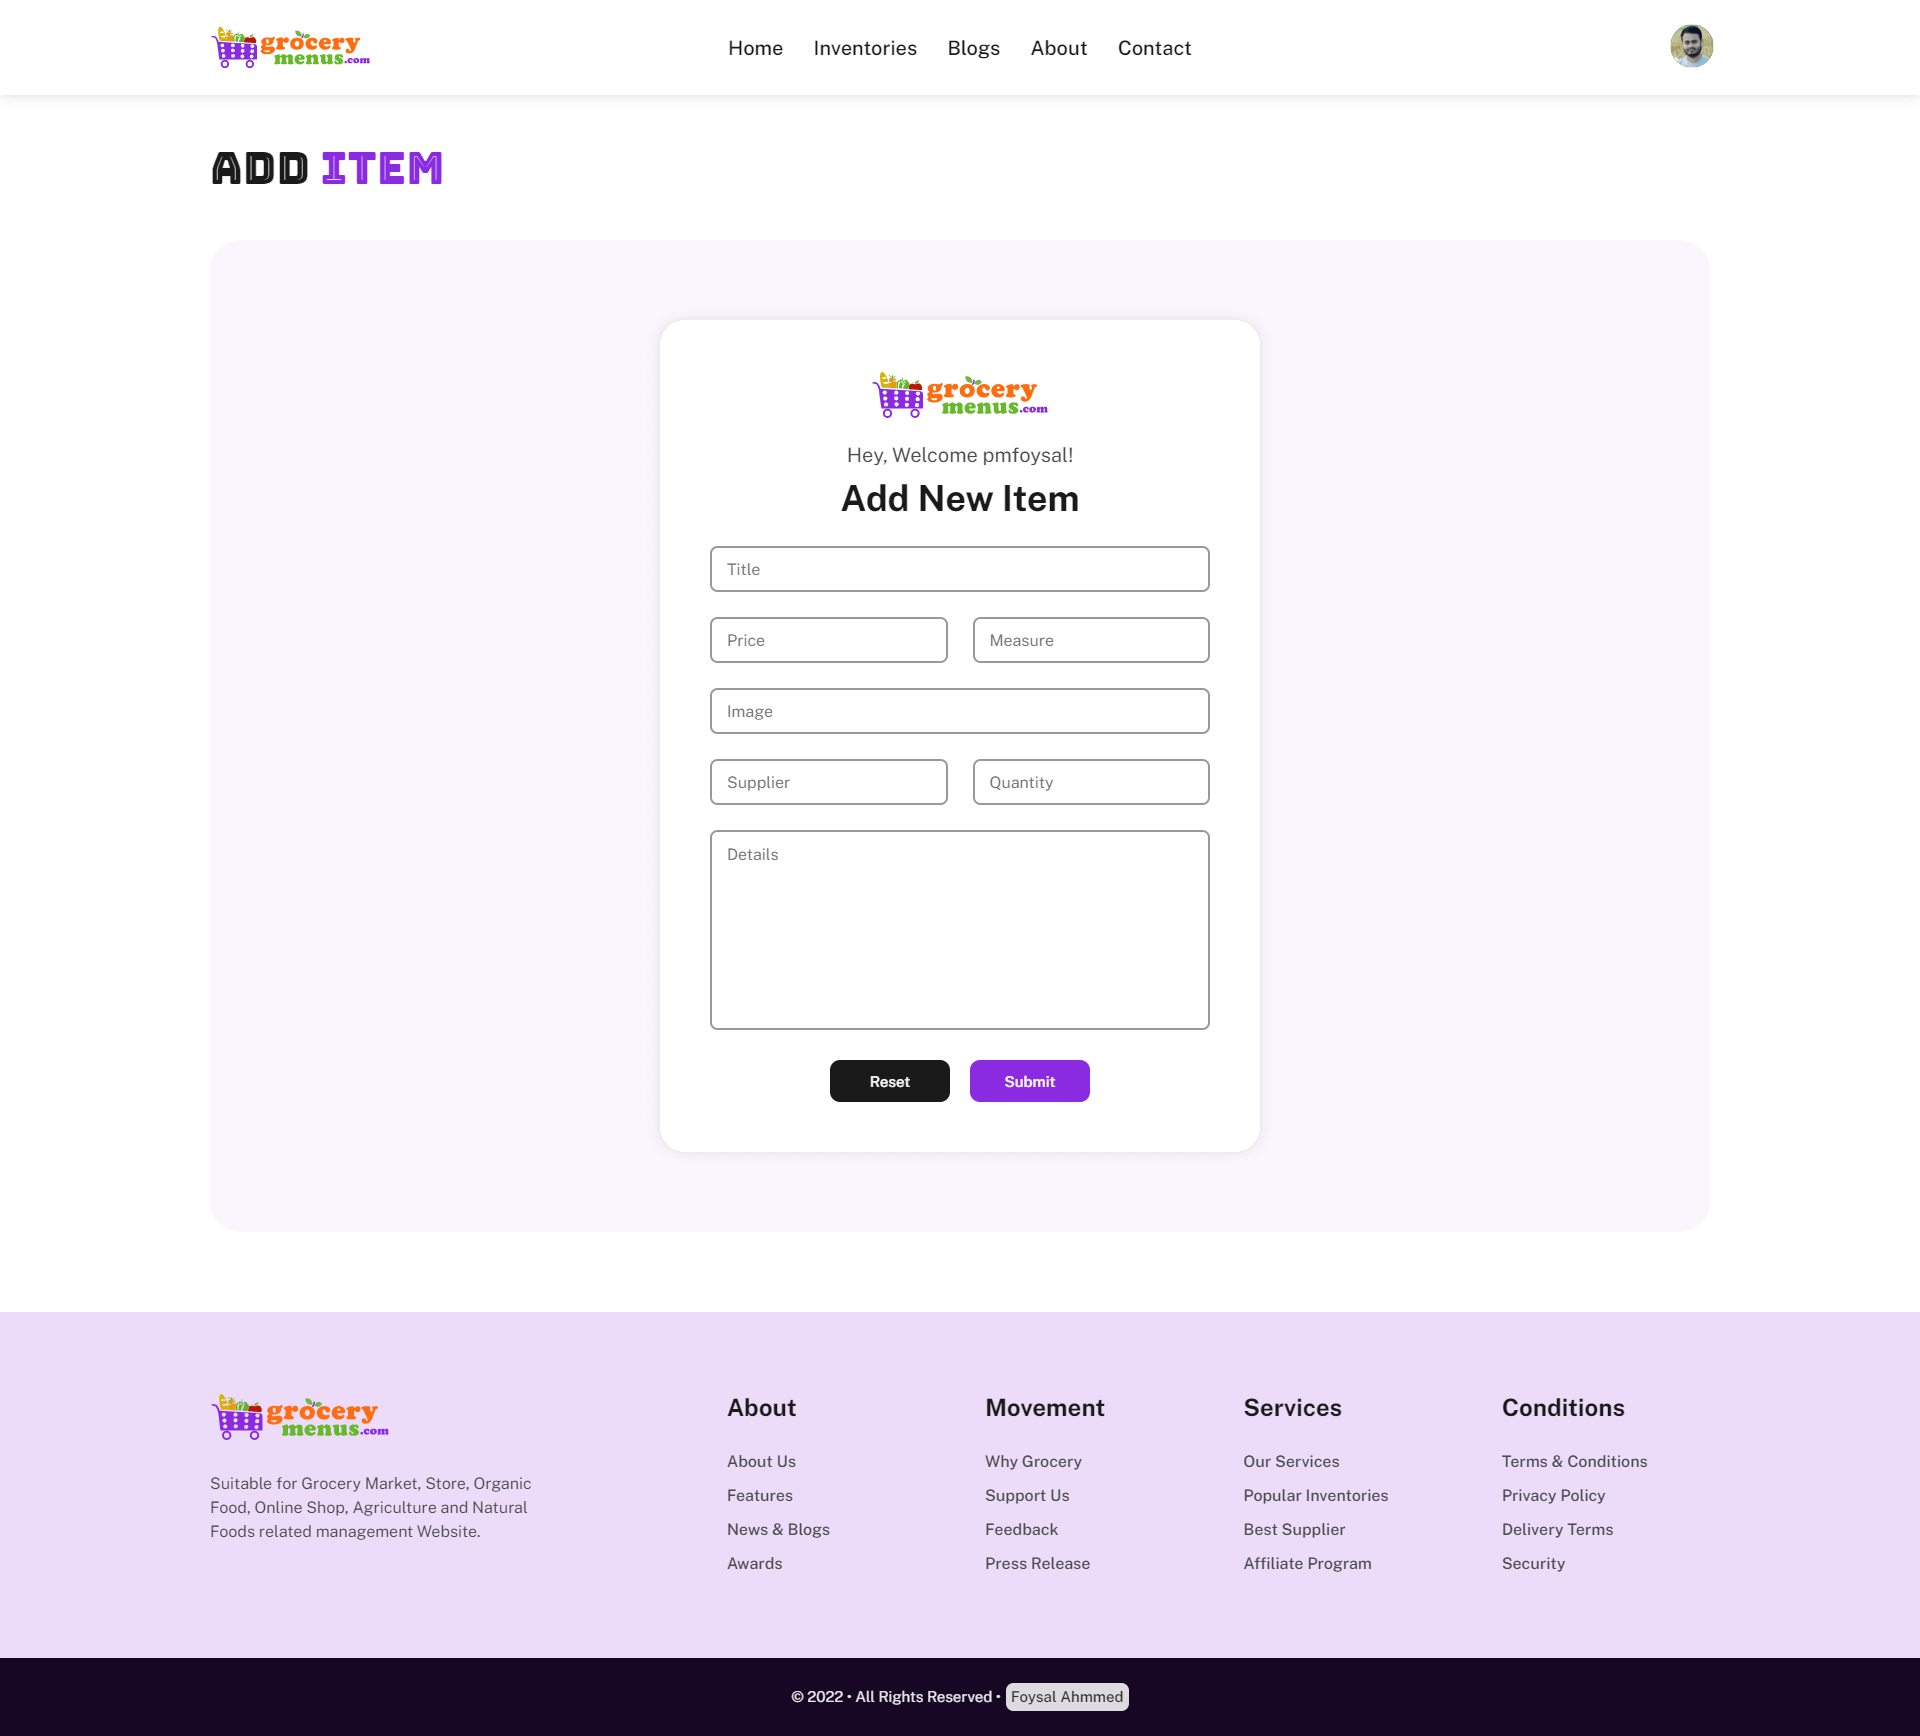 grocery
menus.com
Home Inventories Blogs About Contact
ADD ITEM
grocery
menus.com
Hey, Welcome pmfoysal!
Add New Item
Title
Price Measure
Image
Supplier Quantity
Details
Reset Submit
grocery
menus.com
Suitable for Grocery Market, Store, Organic
Food, Online Shop, Agriculture and Natural
Foods related management Website.
About
About Us
Features
News & Blogs
Awards
Movement
Why Grocery
Support Us
Feedback
Press Release
Services
Our Services
Popular Inventories
Best Supplier
Affiliate Program
Conditions
Terms & Conditions
Privacy Policy
Delivery Terms
Security
© 2022 • All Rights Reserved • Foysal Ahmmed